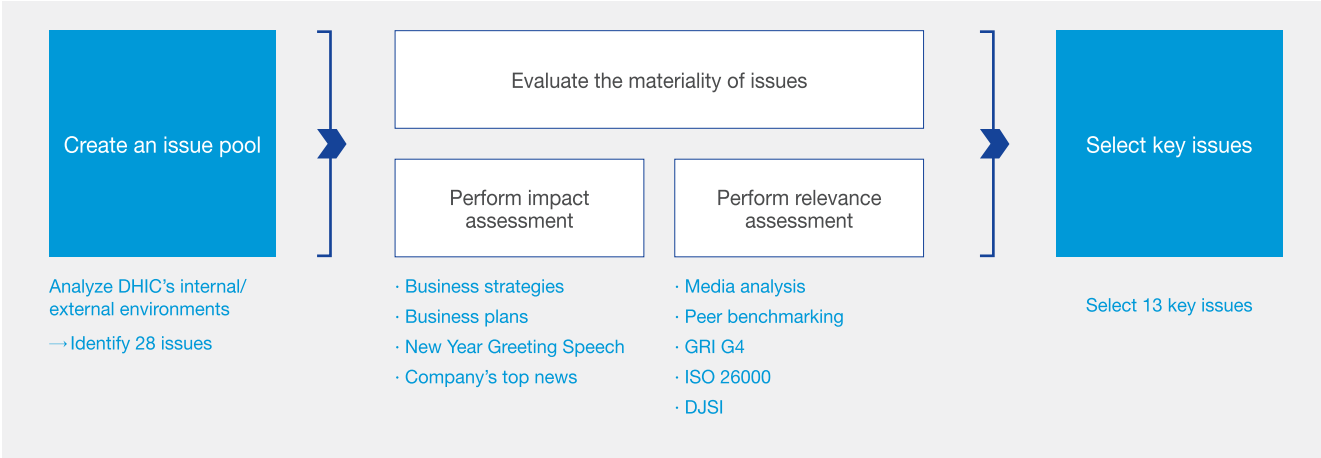 Create an issue pool
Analyze DHIC’s internal/
external environments
→ Identify 28 issues
Evaluate the materiality of issues
Perform impact
assessment
· Business strategies
· Business plans
· New Year Greeting Speech
· Company’s top news
Perform relevance
assessment
· Media analysis
· Peer benchmarking
· GRI G4
· ISO 26000
· DJSI
Select key issues
Select 13 key issues